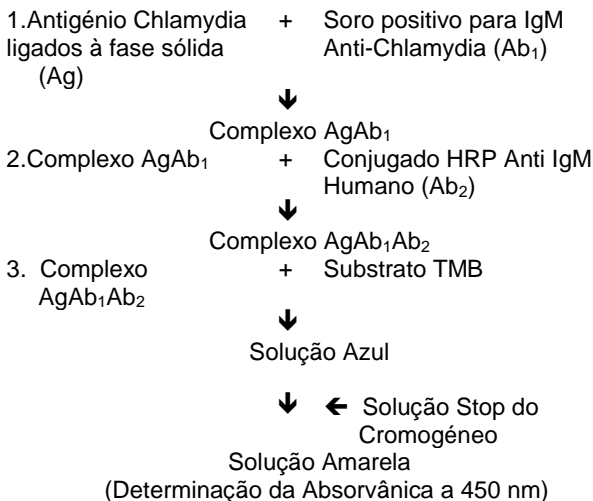 1.Antigénio Chlamydia + Soro positivo para IgM
ligados à fase sólida Anti-Chlamydia (Ab₁)
(Ag)
🡻
Complexo AgAb₁
2.Complexo AgAb₁ + Conjugado HRP Anti IgM
Humano (Ab₂)
🡻
Complexo AgAb₁Ab₂
3. Complexo + Substrato TMB
AgAb₁Ab₂
🡻
Solução Azul
🡻 🡸 Solução Stop do
Cromogéneo
Solução Amarela
(Determinação da Absorvânica a 450 nm)